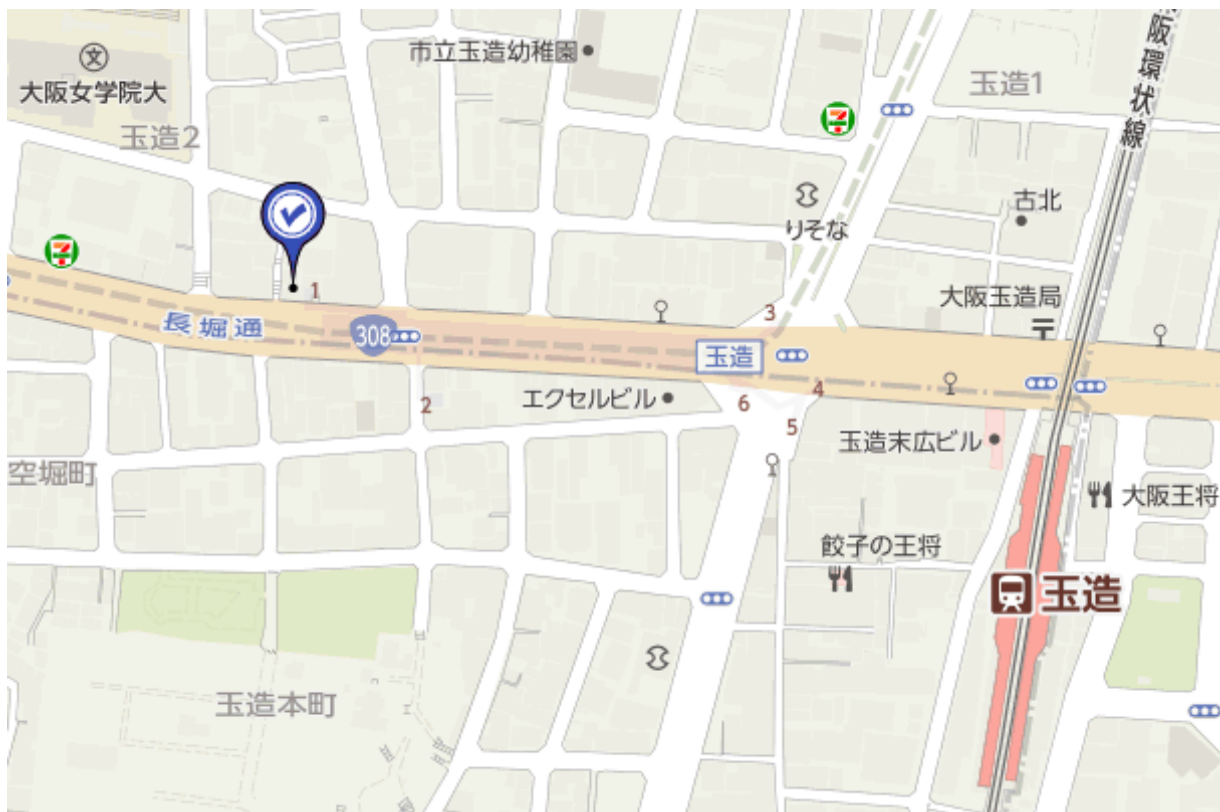 市立玉造幼稚園
玉造1
阪環状線
文
大阪女学院大
玉造2
7
古北
りそな
7
1
大阪玉造局
3
長堀通
308
玉造
エクセルビル
6
4
2
5
玉造末広ビル
空堀町
大阪王将
餃子の王将
玉造
玉造本町